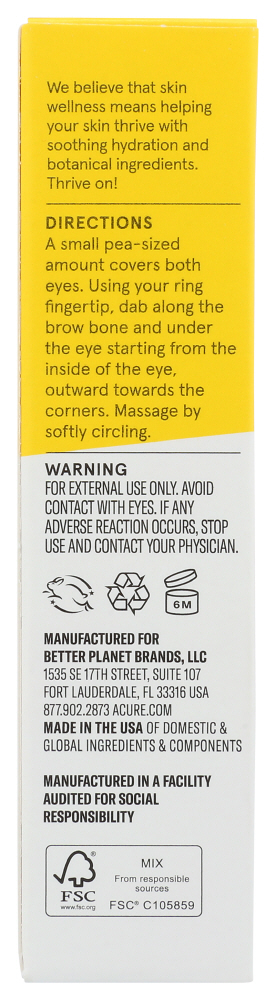 We believe that skin
wellness means helping
your skin thrive with
soothing hydration and
botanical ingredients.
Thrive on!
DIRECTIONS
A small pea-sized
amount covers both
eyes. Using your ring
fingertip, dab along the
brow bone and under
the eye starting from the
inside of the eye,
outward towards the
corners. Massage by
softly circling.
WARNING
FOR EXTERNAL USE ONLY. AVOID
CONTACT WITH EYES. IF ANY
ADVERSE REACTION OCCURS, STOP
USE AND CONTACT YOUR PHYSICIAN.
6M
MANUFACTURED FOR
BETTER PLANET BRANDS, LLC
1535 SE 17TH STREET, SUITE 107
FORT LAUDERDALE, FL 33316 USA
877.902.2873 ACURE.COM
MADE IN THE USA OF DOMESTIC &
GLOBAL INGREDIENTS & COMPONENTS
MANUFACTURED IN A FACILITY
AUDITED FOR SOCIAL
RESPONSIBILITY
FSC
www.fsc.org
MIX
From responsible
sources
FSC® C105859